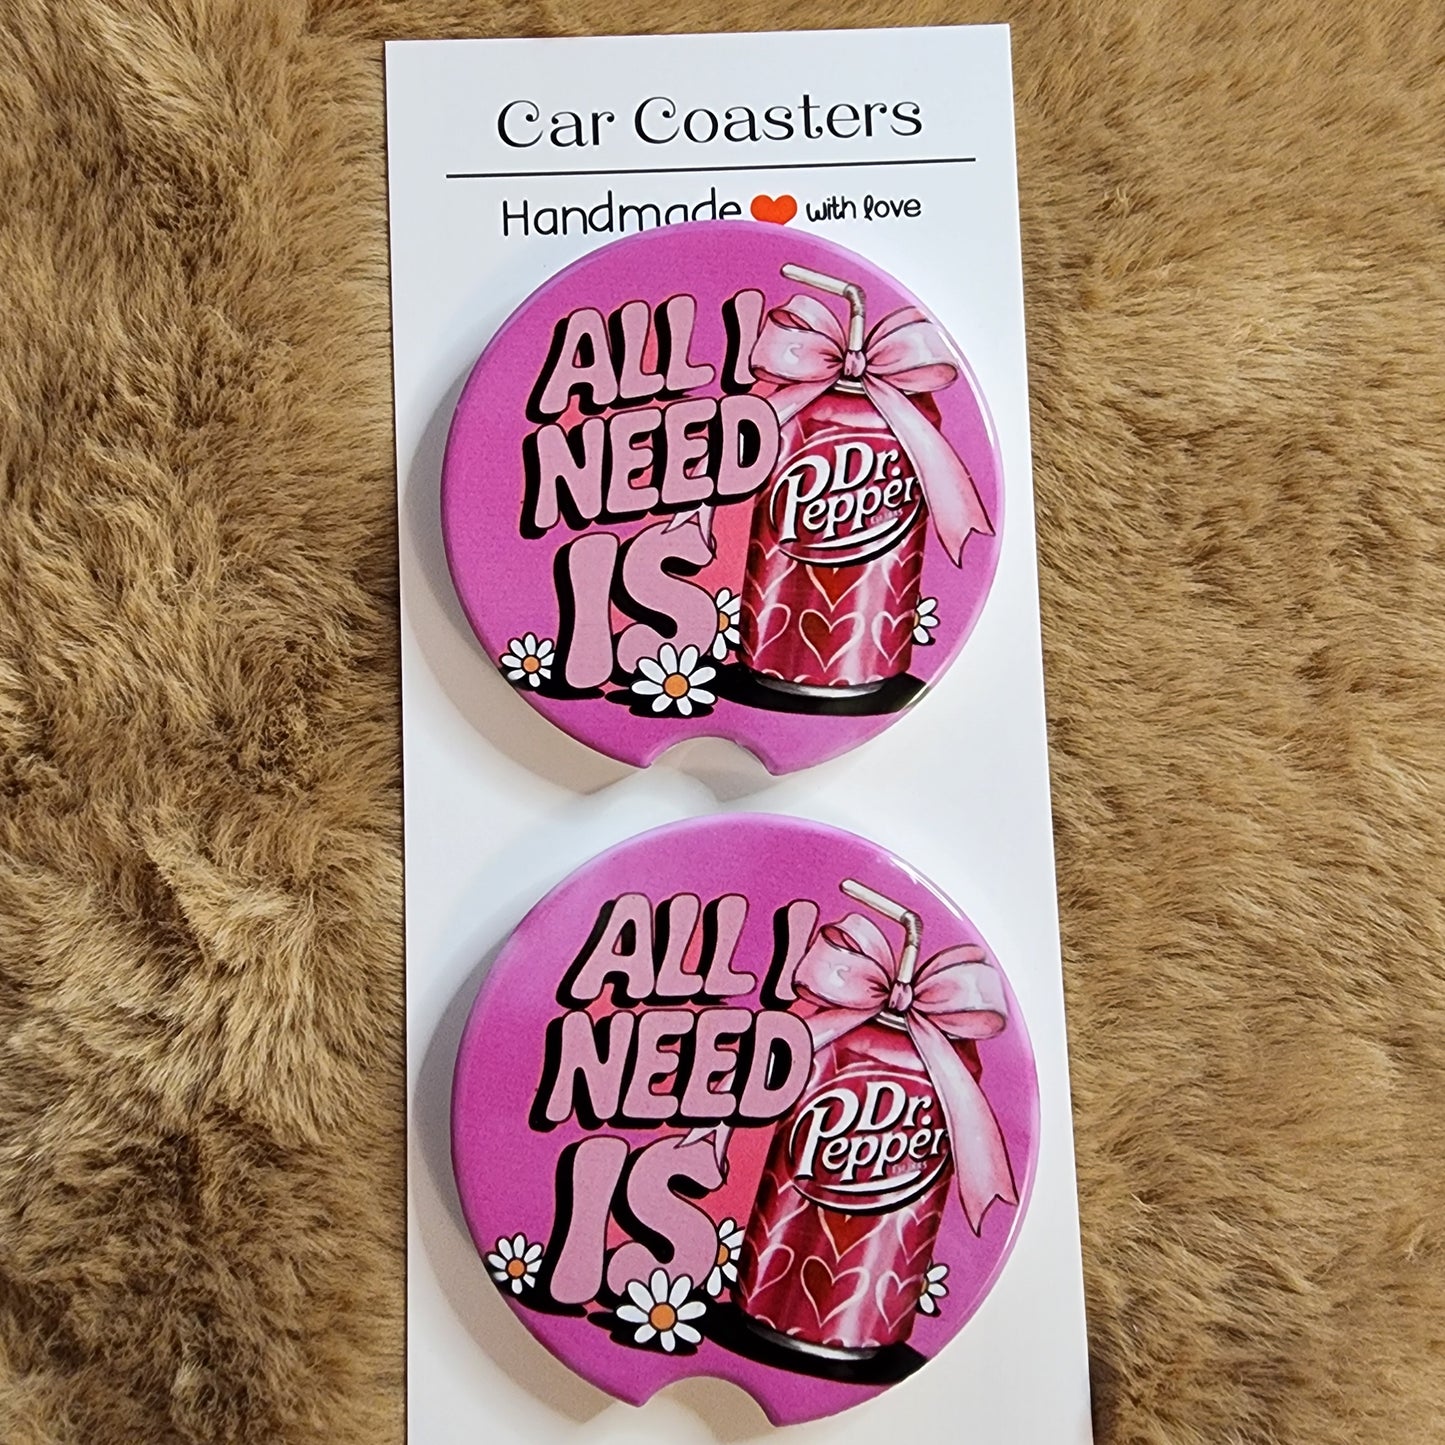 Car Coasters
Handmade with love
ALL I
NEED
IS
Dr.
Pepper
ALL I
NEED
IS
Dr.
Pepper